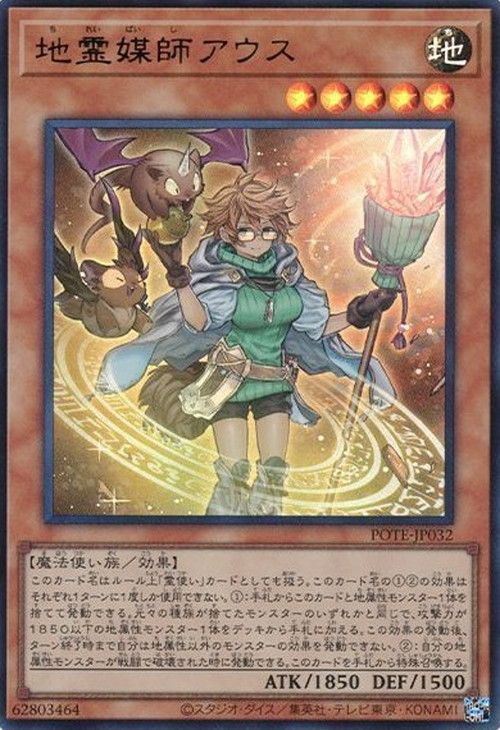 地霊媒師アウス
地
POTE-JP032
【魔法使い族／効果】
このカード名はルール上「霊使い」カードとしても扱う。このカード名の①②の効果は
それぞれ1ターンに1度しか使用できない。①：手札からこのカードと地属性モンスター1体を
捨てて発動できる。元々の種族が捨てたモンスターのいずれかと同じで、攻撃力が
1850以下の地属性モンスター1体をデッキから手札に加える。この効果の発動後、
ターン終了時まで自分は地属性以外のモンスターの効果を発動できない。②：自分の地
属性モンスターが戦闘で破壊された時に発動できる。このカードを手札から特殊召喚する。
ATK/1850 DEF/1500
62803464
©スタジオ・ダイス／集英社・テレビ東京・KONAMI